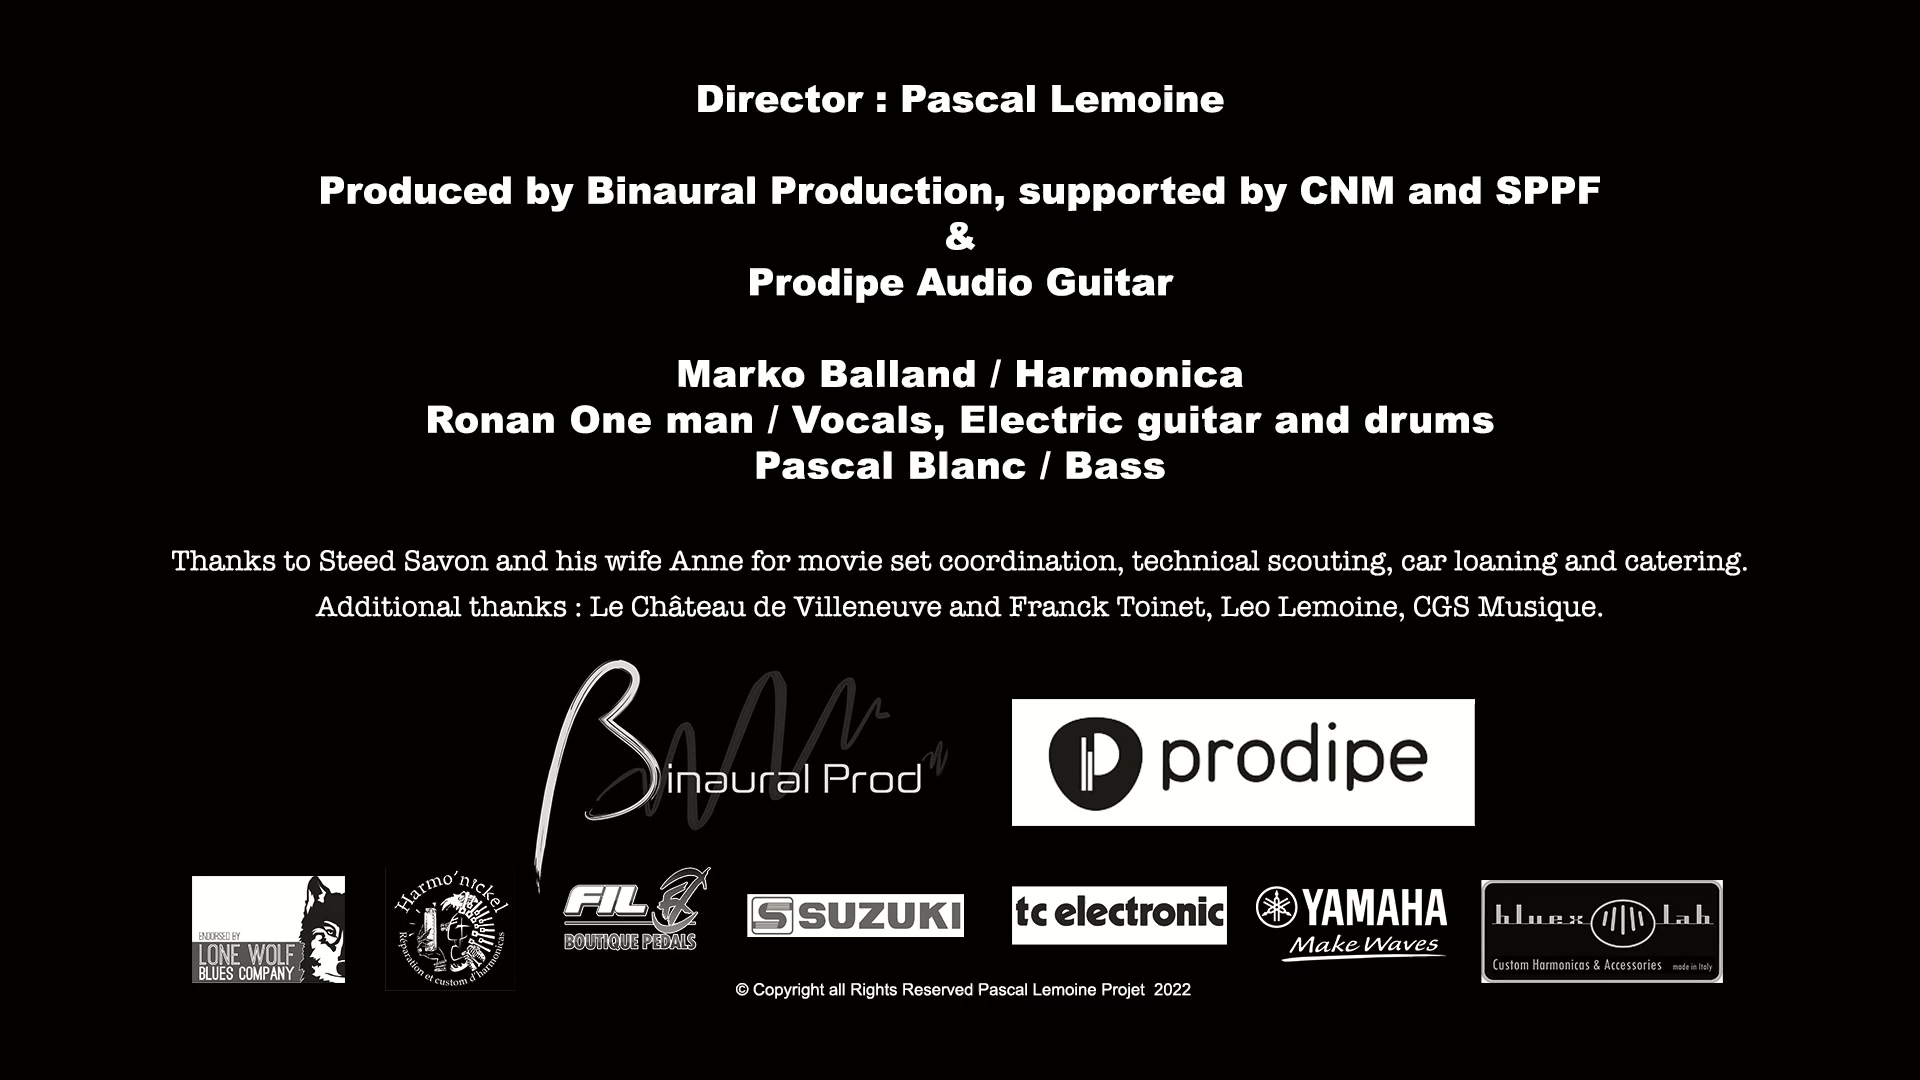 Director : Pascal Lemoine
Produced by Binaural Production, supported by CNM and SPPF
&
Prodipe Audio Guitar
Marko Balland / Harmonica
Ronan One man / Vocals, Electric guitar and drums
Pascal Blanc / Bass
Thanks to Steed Savon and his wife Anne for movie set coordination, technical scouting, car loaning and catering.
Additional thanks : Le Château de Villeneuve and Franck Toinet, Leo Lemoine, CGS Musique.
Binaural Prod
prodipe
ENDORSED BY
LONE WOLF
BLUES COMPANY
Harmo'nickel
Réparation et custom d'harmonicas
FIL
BOUTIQUE PEDALS
SUZUKI
tc electronic
YAMAHA
Make Waves
bluex lab
Custom Harmonicas & Accessories made in Italy
© Copyright all Rights Reserved Pascal Lemoine Projet 2022